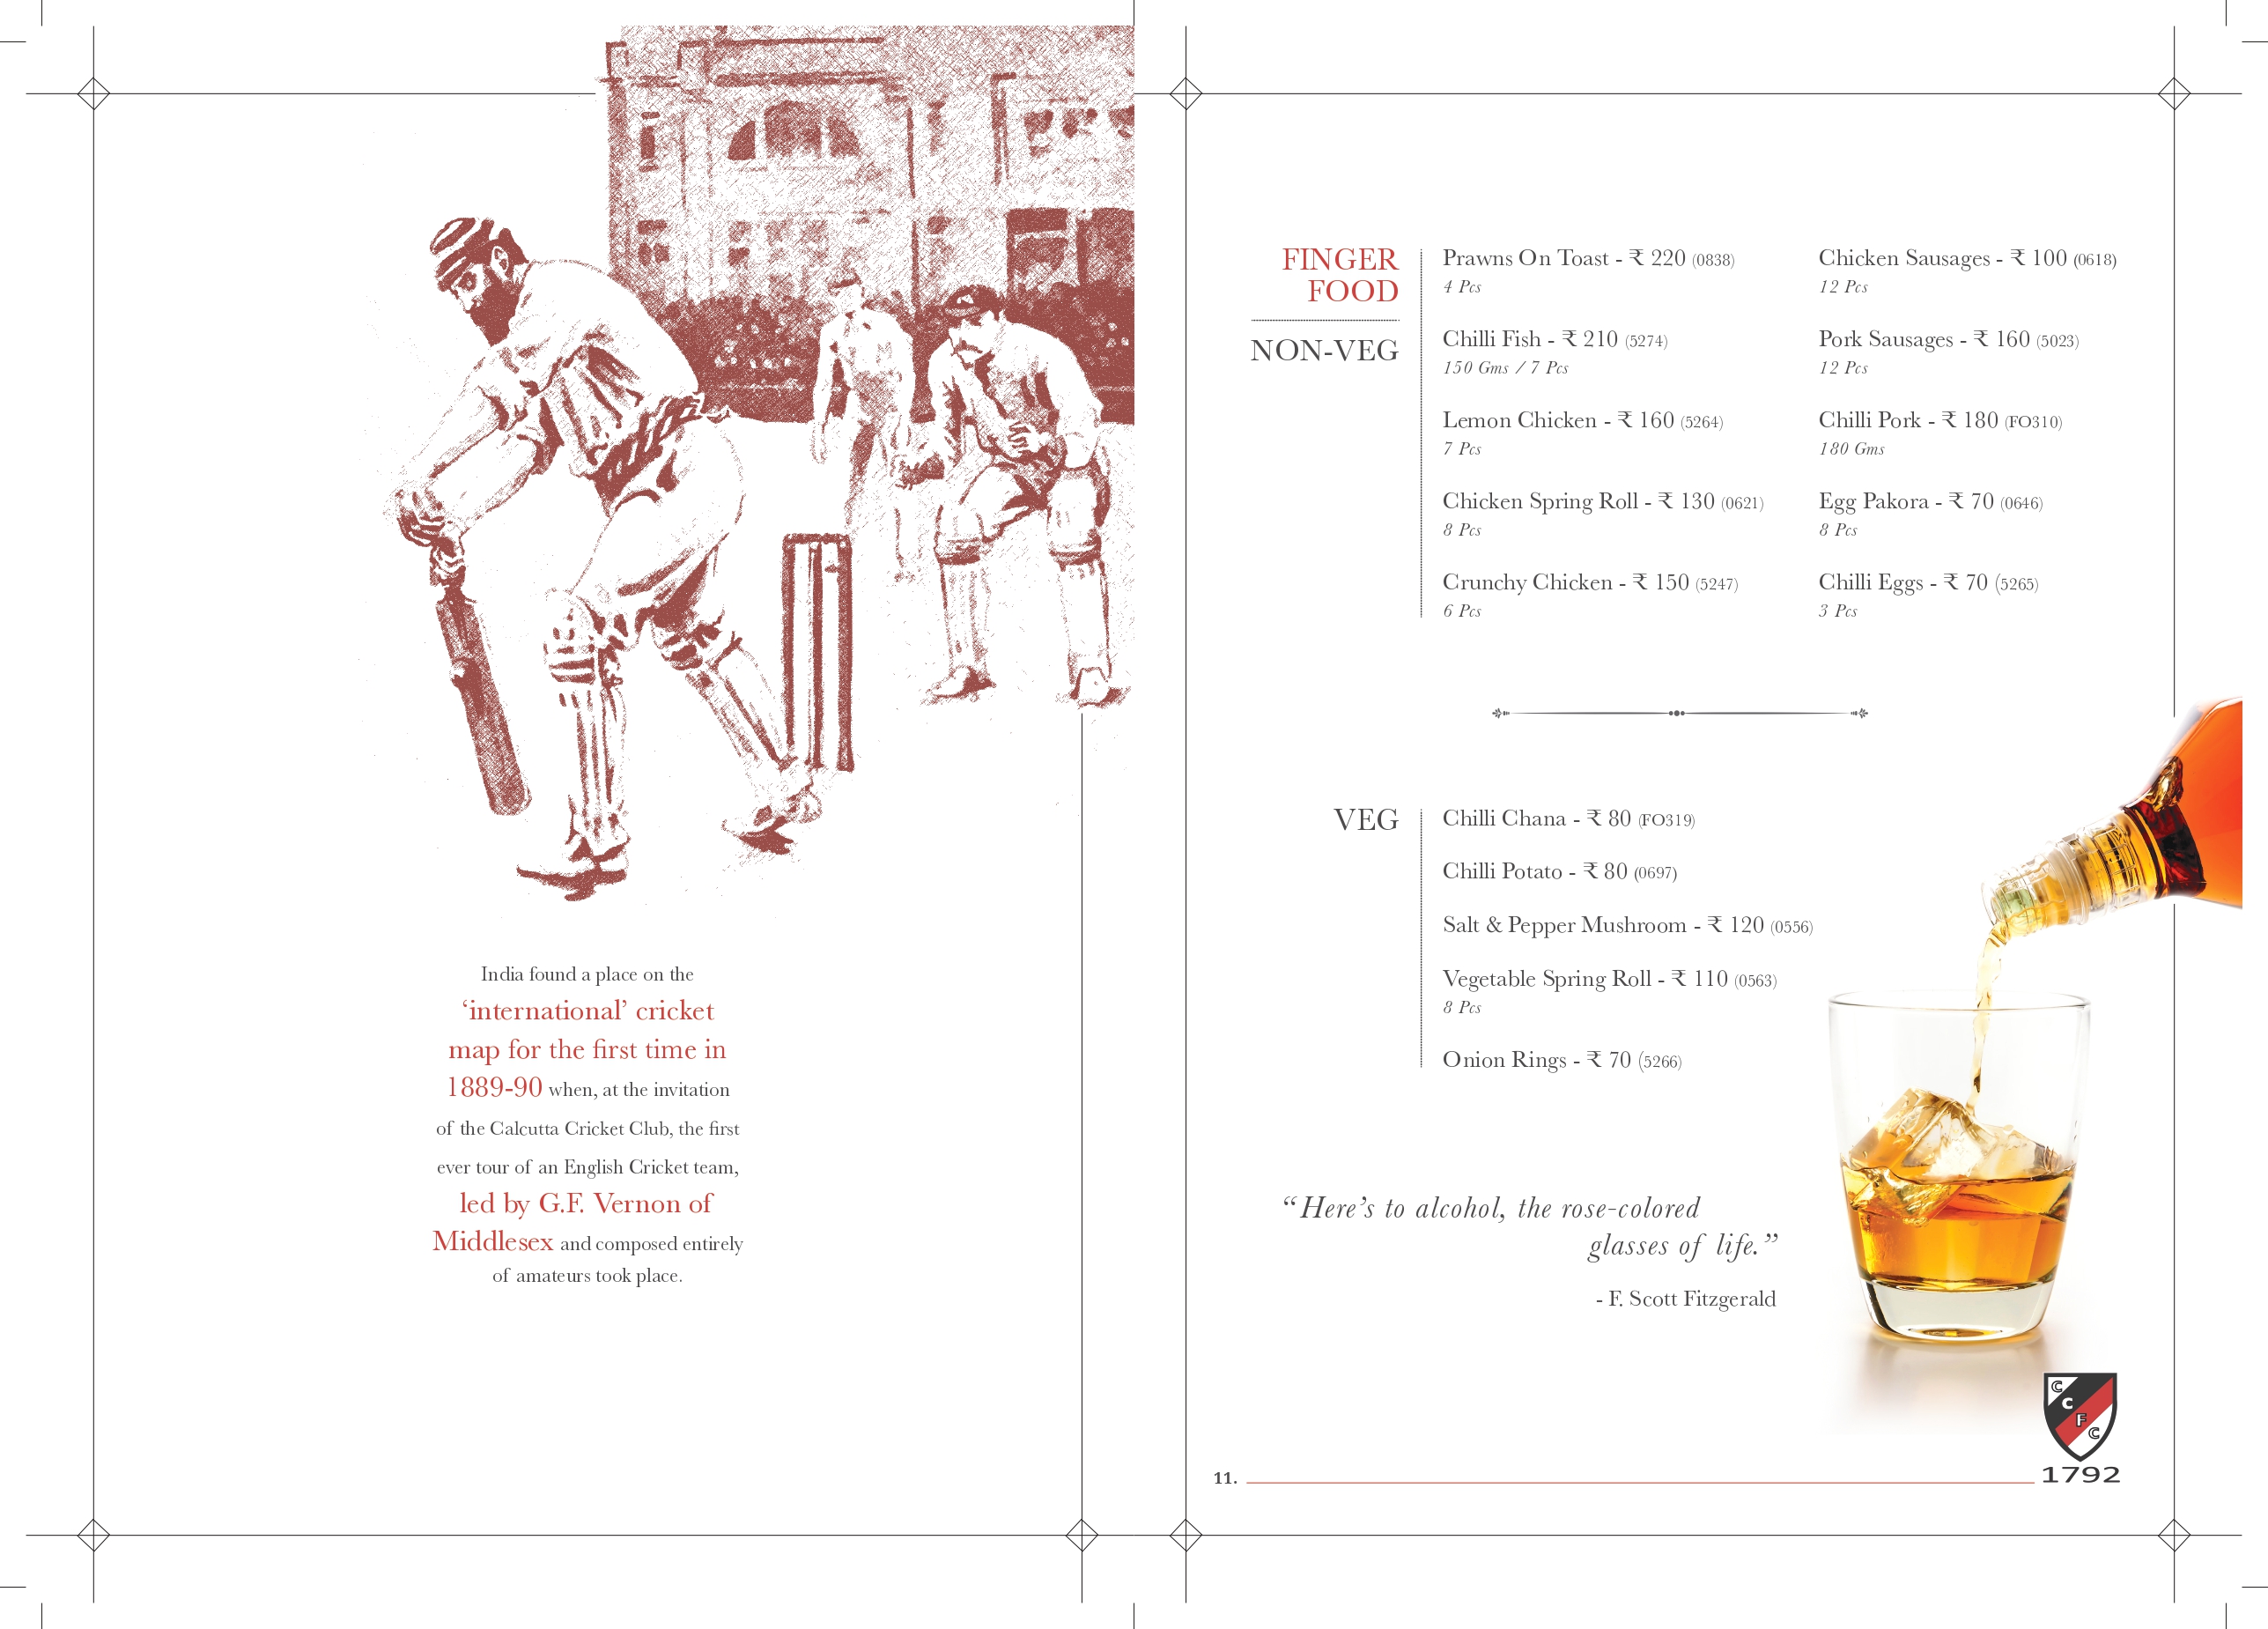 India found a place on the
‘international’ cricket
map for the first time in
1889-90 when, at the invitation
of the Calcutta Cricket Club, the first
ever tour of an English Cricket team,
led by G.F. Vernon of
Middlesex and composed entirely
of amateurs took place.
FINGER
FOOD
NON-VEG
Prawns On Toast - ₹ 220 (0838)
4 Pcs
Chilli Fish - ₹ 210 (5274)
150 Gms / 7 Pcs
Lemon Chicken - ₹ 160 (5264)
7 Pcs
Chicken Spring Roll - ₹ 130 (0621)
8 Pcs
Crunchy Chicken - ₹ 150 (5247)
6 Pcs
Chicken Sausages - ₹ 100 (0618)
12 Pcs
Pork Sausages - ₹ 160 (5023)
12 Pcs
Chilli Pork - ₹ 180 (FO310)
180 Gms
Egg Pakora - ₹ 70 (0646)
8 Pcs
Chilli Eggs - ₹ 70 (5265)
3 Pcs
VEG
Chilli Chana - ₹ 80 (FO319)
Chilli Potato - ₹ 80 (0697)
Salt & Pepper Mushroom - ₹ 120 (0556)
Vegetable Spring Roll - ₹ 110 (0563)
8 Pcs
Onion Rings - ₹ 70 (5266)
“Here’s to alcohol, the rose-colored
glasses of life.”
- F. Scott Fitzgerald
C
C
F
C
1792
11.